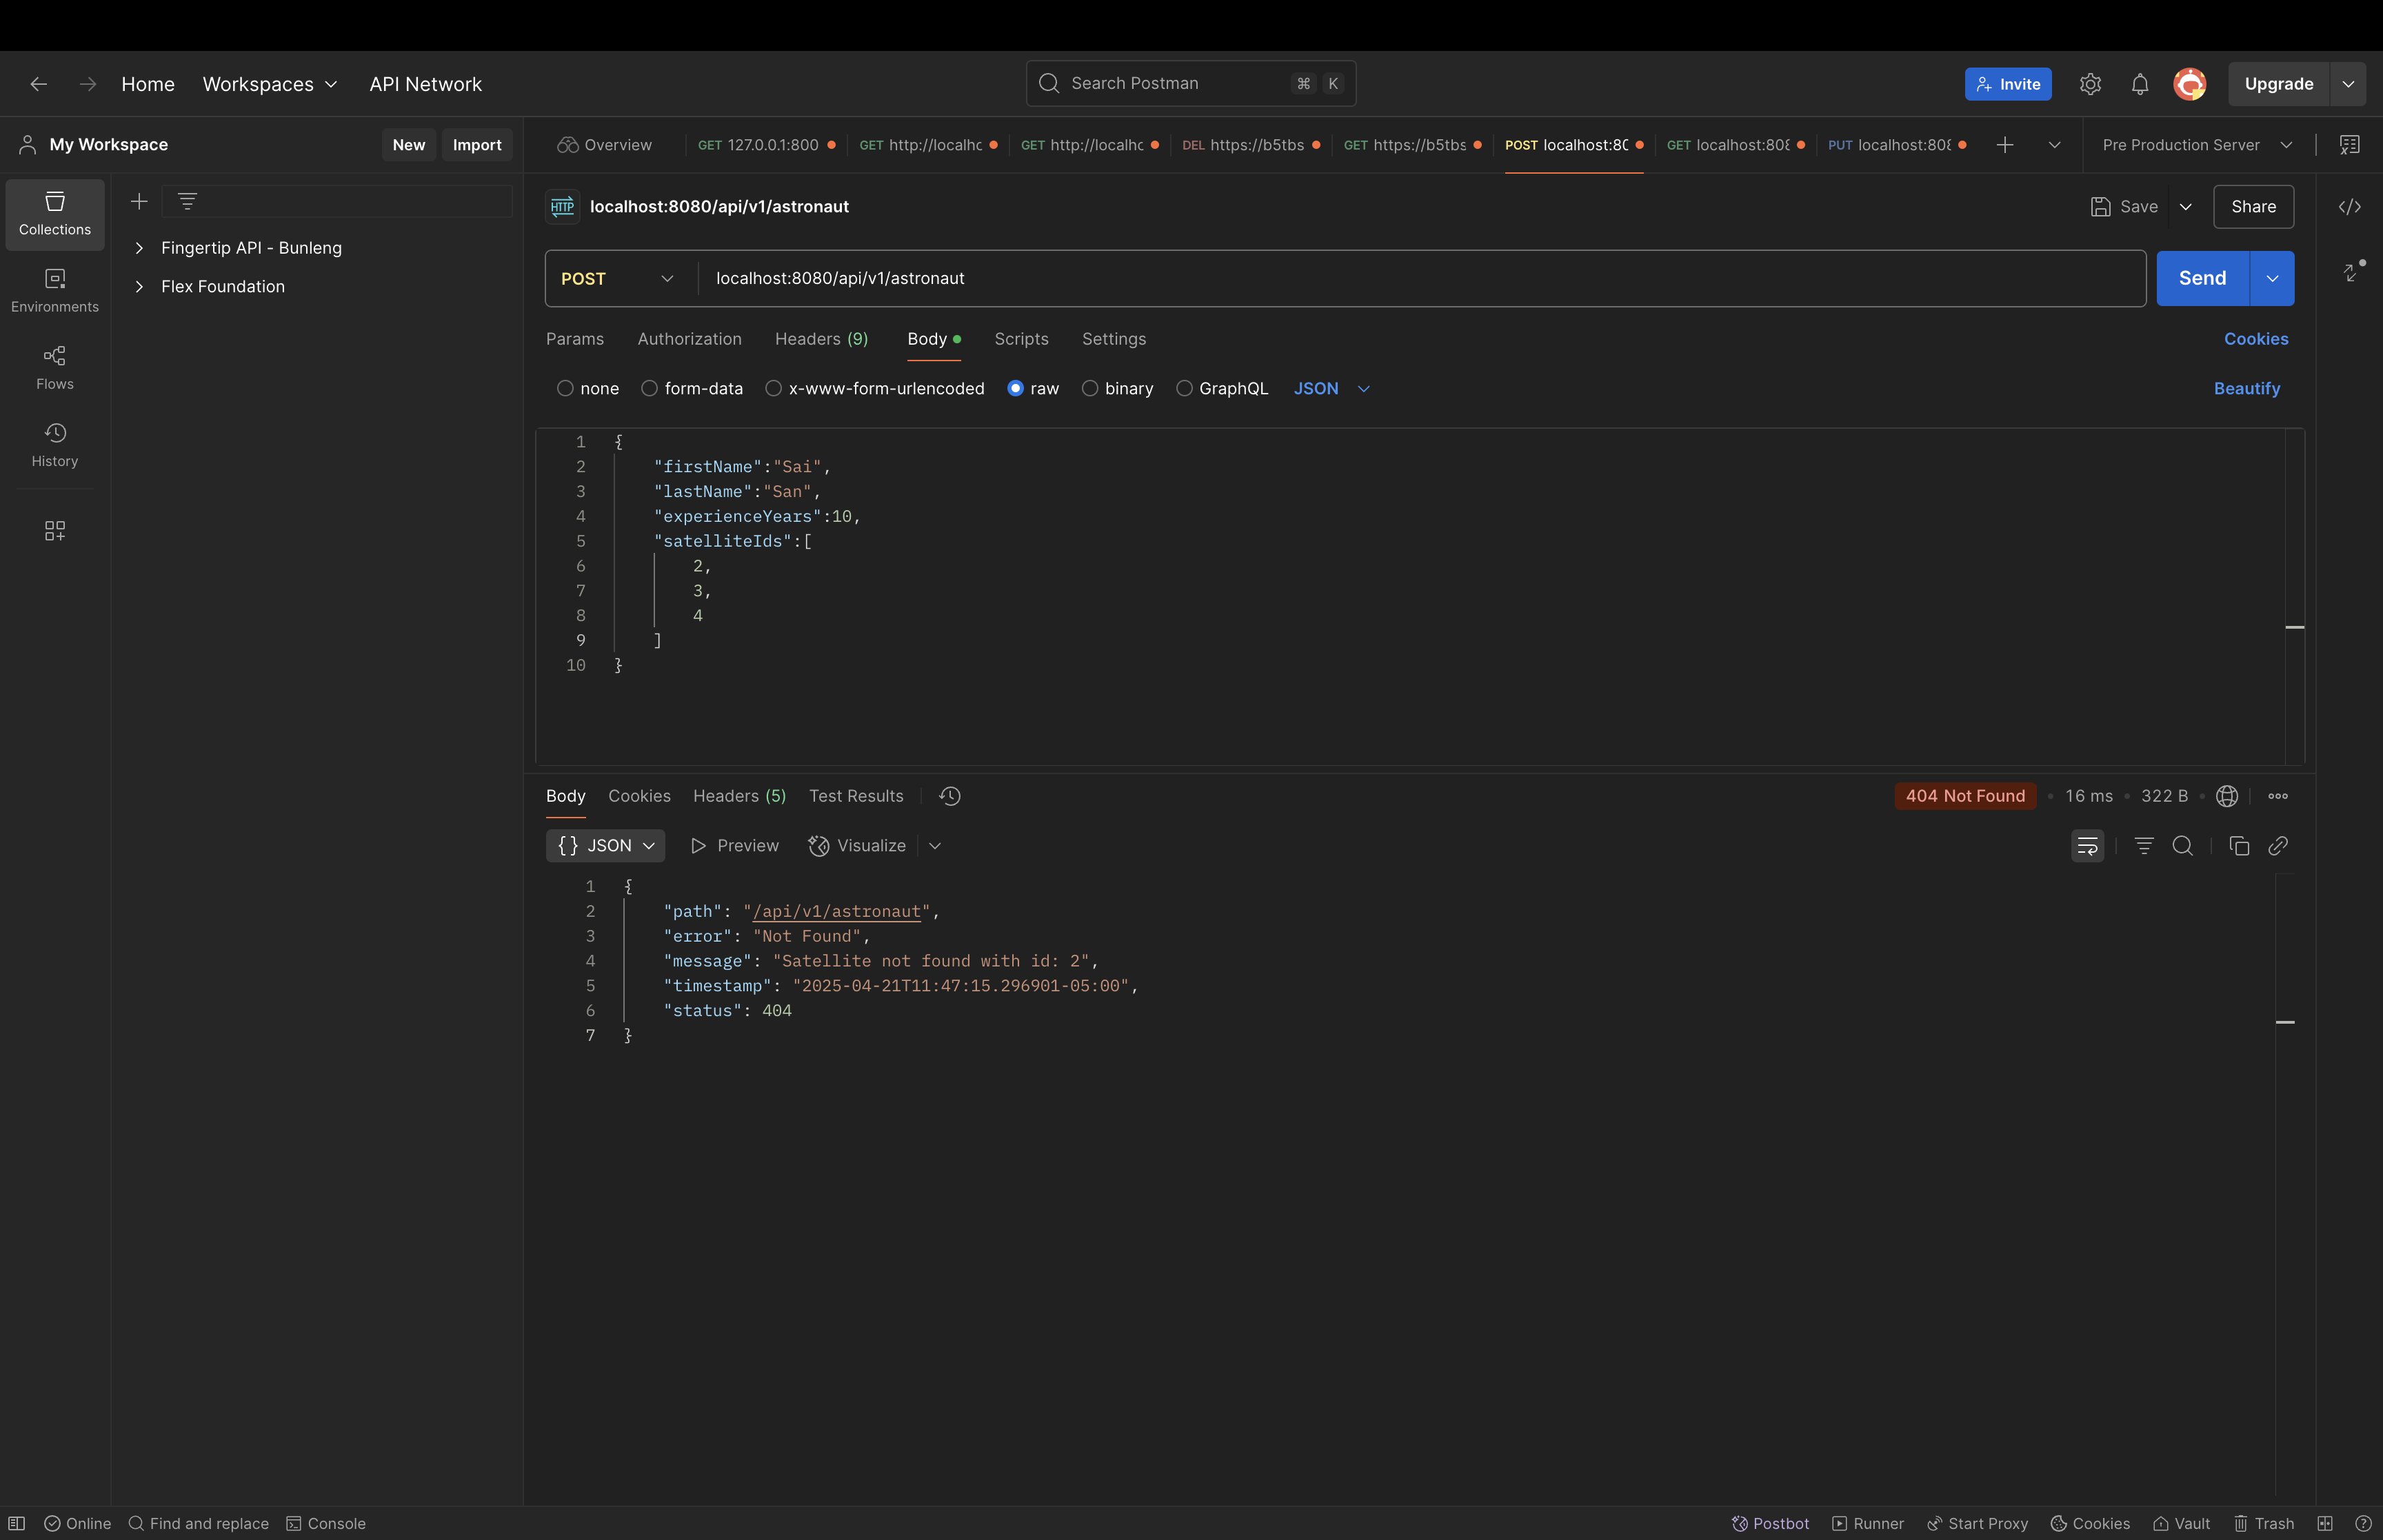 Home Workspaces API Network Search Postman ⌘ K Invite Upgrade
My Workspace New Import Overview GET 127.0.0.1:800 GET http://localhc GET http://localhc DEL https://b5tbs GET https://b5tbs POST localhost:80 GET localhost:808 PUT localhost:808 Pre Production Server
Collections
Environments
Flows
History
Fingertip API - Bunleng
Flex Foundation
HTTP localhost:8080/api/v1/astronaut Save Share
POST localhost:8080/api/v1/astronaut Send
Params Authorization Headers (9) Body Scripts Settings Cookies
none form-data x-www-form-urlencoded raw binary GraphQL JSON Beautify
1 {
2 "firstName":"Sai",
3 "lastName":"San",
4 "experienceYears":10,
5 "satelliteIds":[
6 2,
7 3,
8 4
9 ]
10 }
Body Cookies Headers (5) Test Results 404 Not Found • 16 ms • 322 B
{} JSON Preview Visualize
1 {
2 "path": "/api/v1/astronaut",
3 "error": "Not Found",
4 "message": "Satellite not found with id: 2",
5 "timestamp": "2025-04-21T11:47:15.296901-05:00",
6 "status": 404
7 }
Online Find and replace Console Postbot Runner Start Proxy Cookies Vault Trash